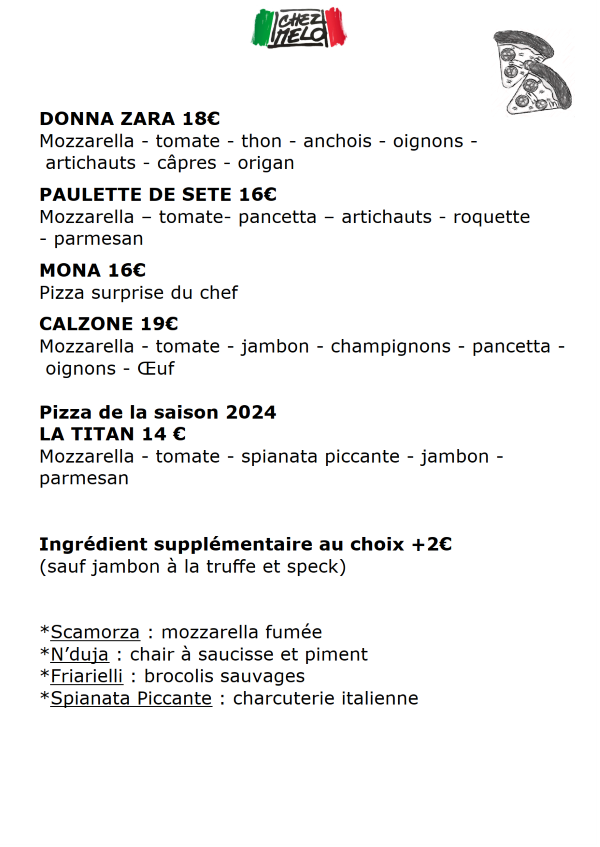 CHEZ
MELO
DONNA ZARA 18€
Mozzarella - tomate - thon - anchois - oignons -
artichauts - câpres - origan
PAULETTE DE SETE 16€
Mozzarella – tomate- pancetta – artichauts - roquette
- parmesan
MONA 16€
Pizza surprise du chef
CALZONE 19€
Mozzarella - tomate - jambon - champignons - pancetta -
oignons - Œuf
Pizza de la saison 2024
LA TITAN 14 €
Mozzarella - tomate - spianata piccante - jambon -
parmesan
Ingrédient supplémentaire au choix +2€
(sauf jambon à la truffe et speck)
*Scamorza : mozzarella fumée
*N’duja : chair à saucisse et piment
*Friarielli : brocolis sauvages
*Spianata Piccante : charcuterie italienne